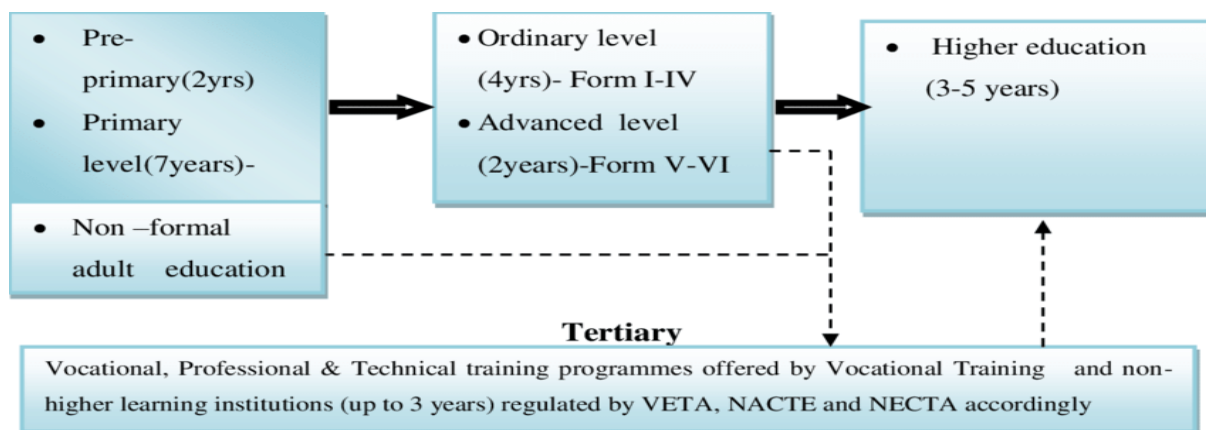 • Pre-
primary(2yrs)
• Primary
level(7years)-
• Non –formal
adult education
• Ordinary level
(4yrs)- Form I-IV
• Advanced level
(2years)-Form V-VI
• Higher education
(3-5 years)
Tertiary
Vocational, Professional & Technical training programmes offered by Vocational Training and non-
higher learning institutions (up to 3 years) regulated by VETA, NACTE and NECTA accordingly